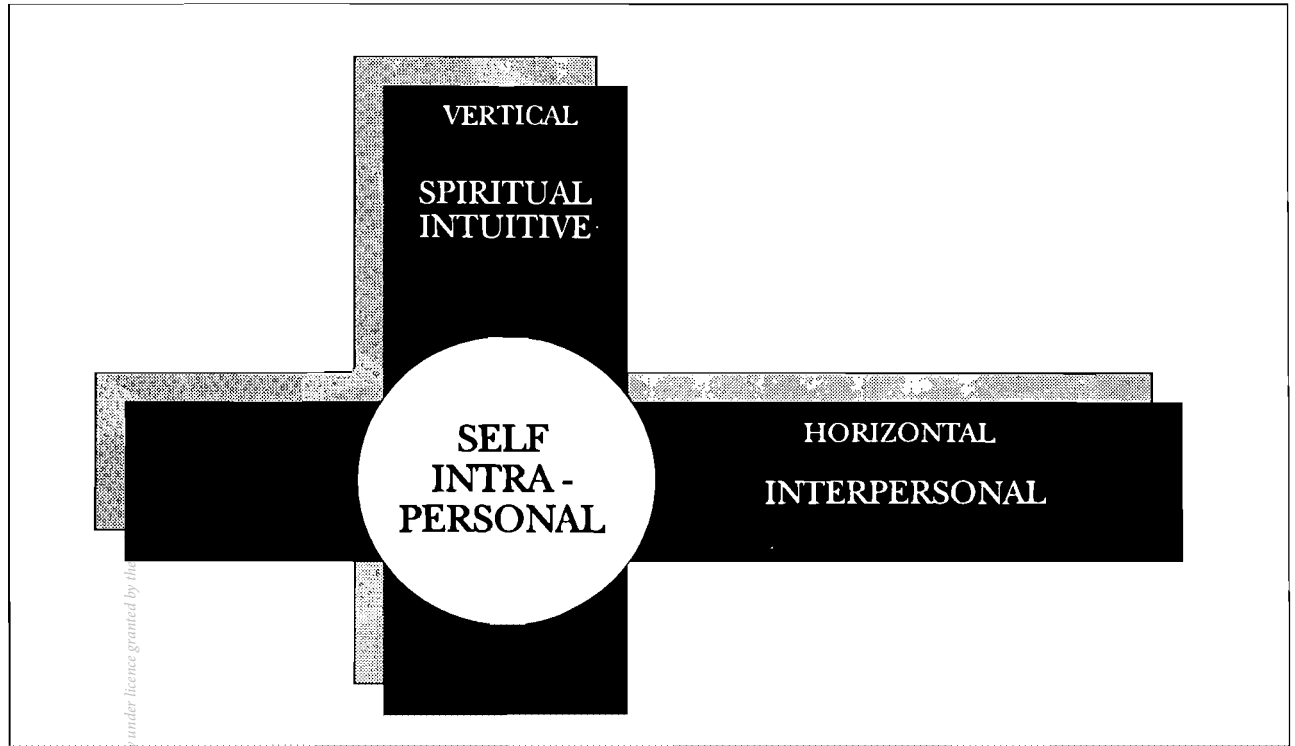 VERTICAL
SPIRITUAL
INTUITIVE
SELF
INTRA -
PERSONAL
HORIZONTAL
INTERPERSONAL
under licence granted by the